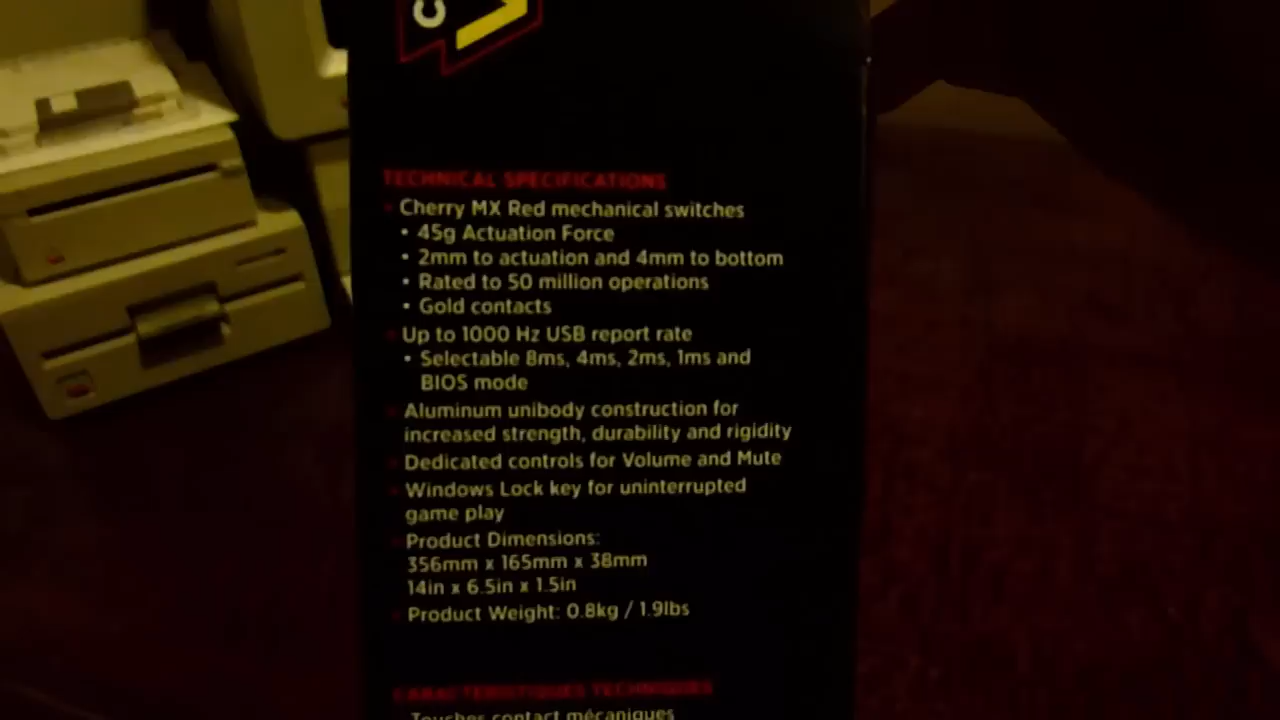 C
TECHNICAL SPECIFICATIONS
Cherry MX Red mechanical switches
• 45g Actuation Force
• 2mm to actuation and 4mm to bottom
• Rated to 50 million operations
• Gold contacts
Up to 1000 Hz USB report rate
• Selectable 8ms, 4ms, 2ms, 1ms and
BIOS mode
Aluminum unibody construction for
increased strength, durability and rigidity
Dedicated controls for Volume and Mute
Windows Lock key for uninterrupted
game play
Product Dimensions:
356mm x 165mm x 38mm
14in x 6.5in x 1.5in
Product Weight: 0.8kg / 1.9lbs
CARACTÉRISTIQUES TECHNIQUES
Touches contact mécaniques